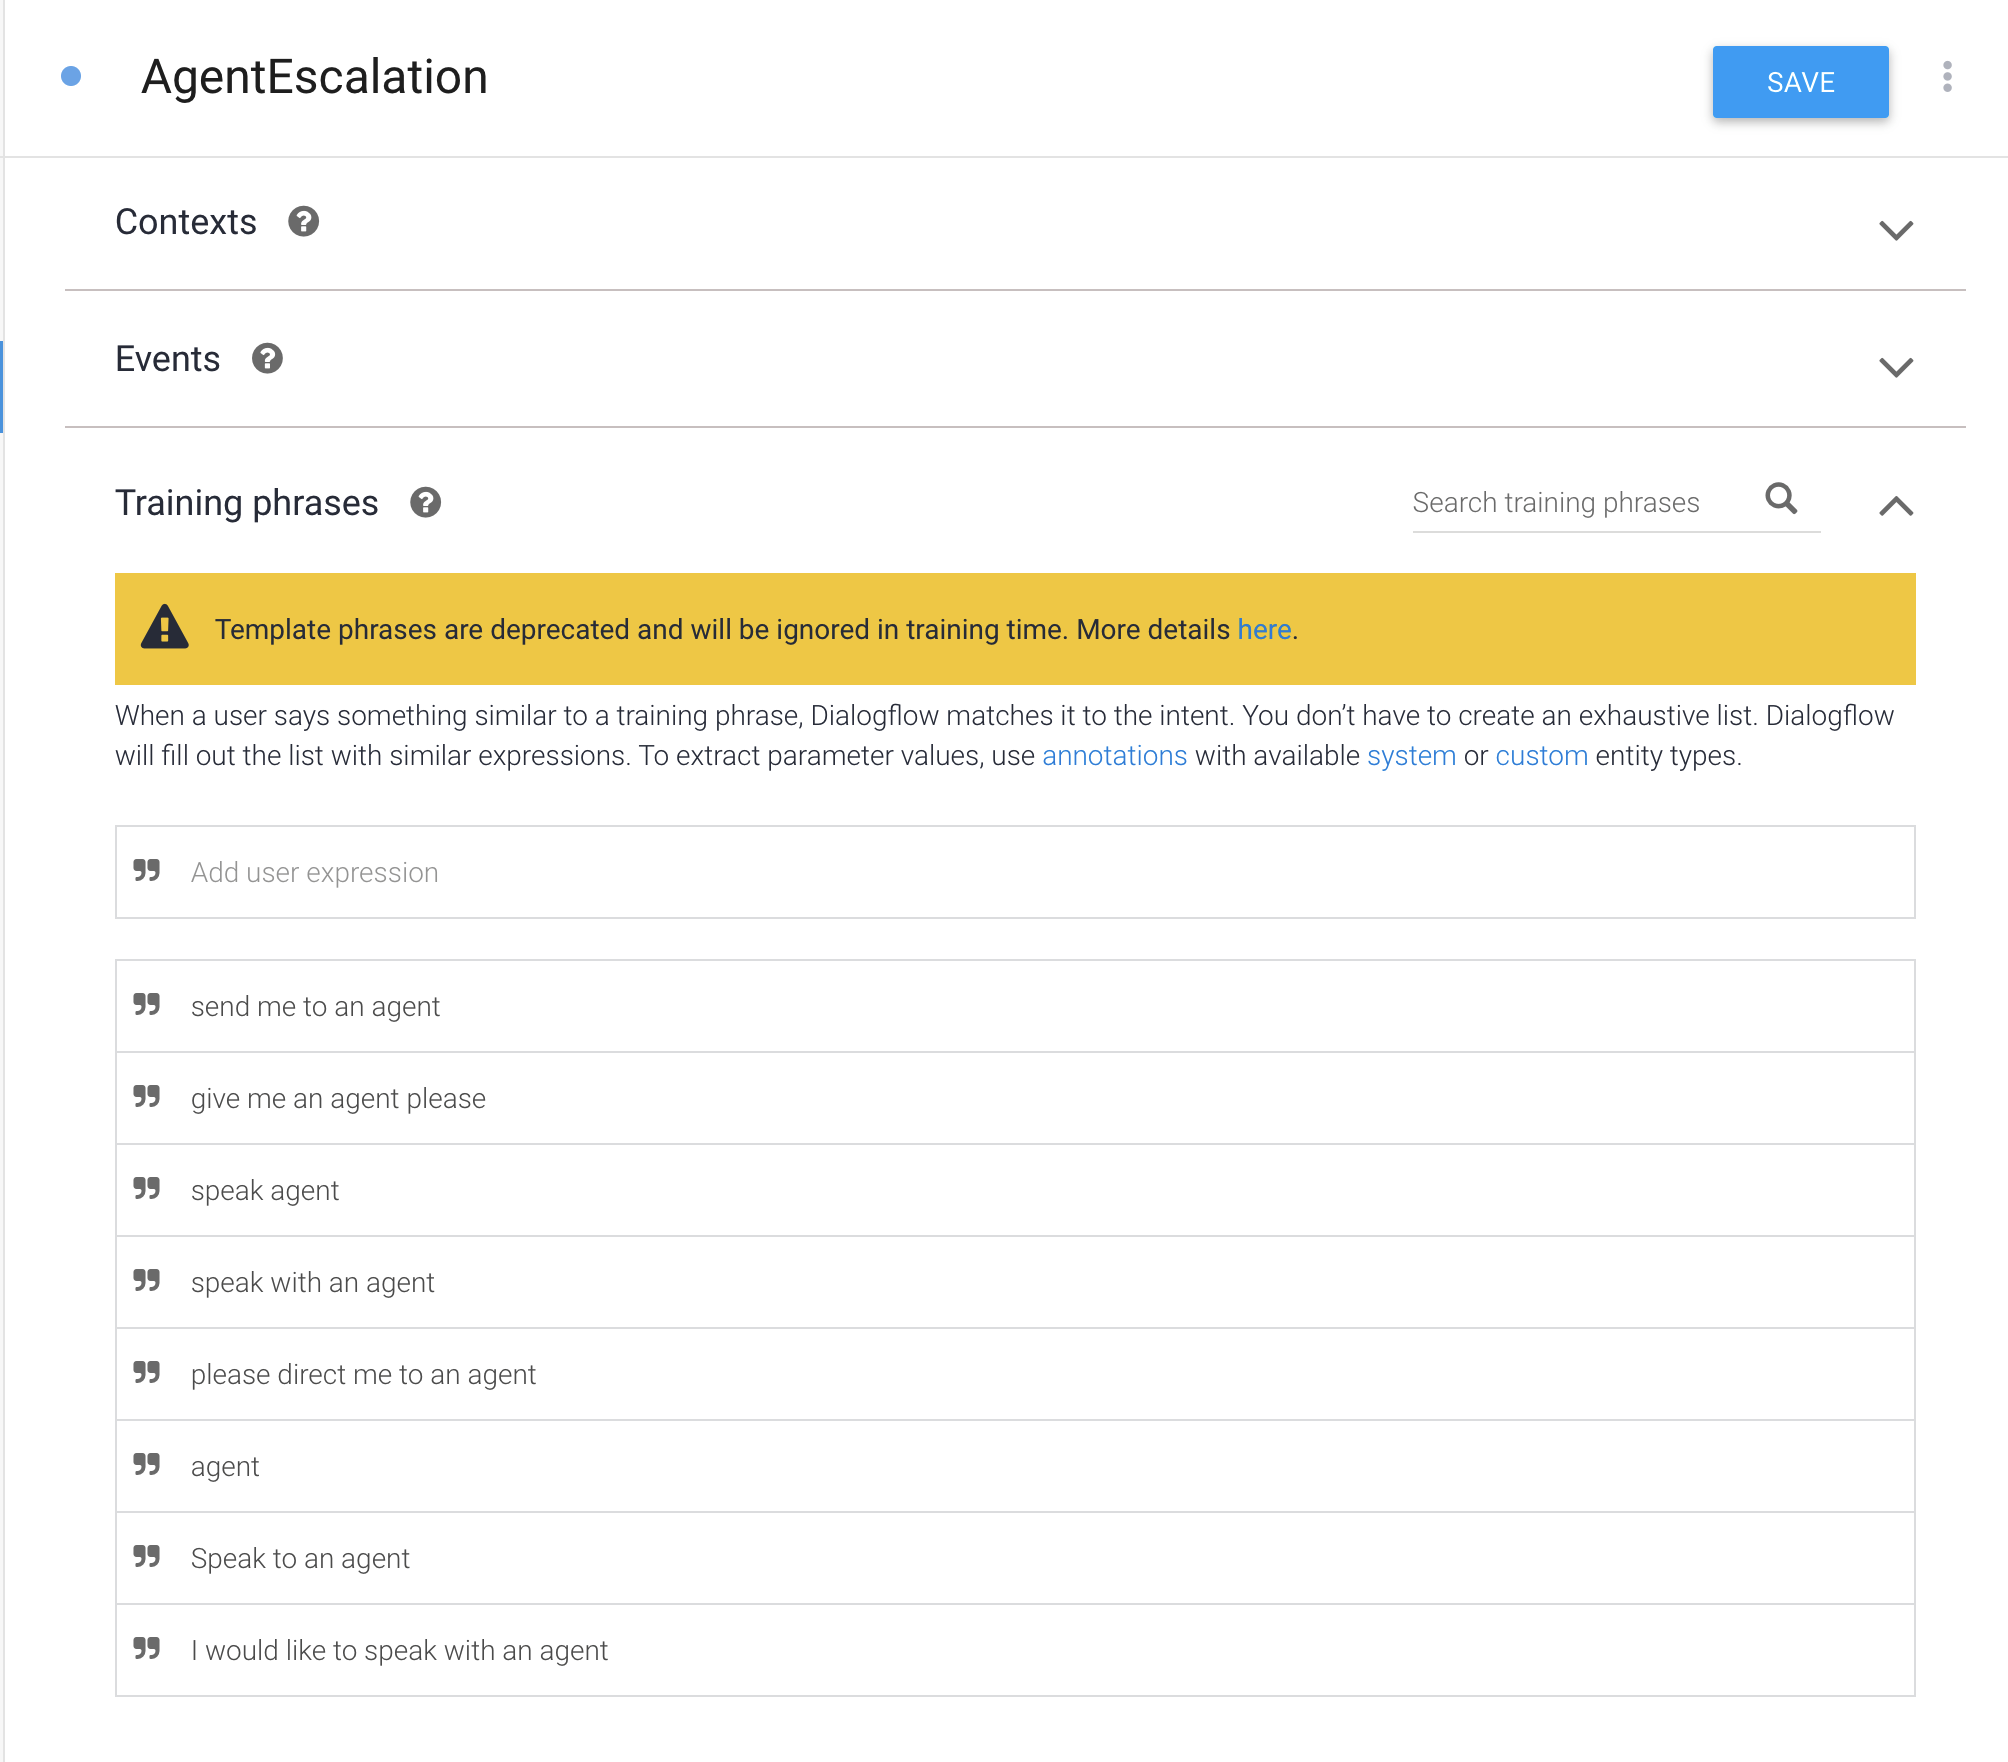 AgentEscalation
SAVE
Contexts
Events
Training phrases
Search training phrases
Template phrases are deprecated and will be ignored in training time. More details here.
When a user says something similar to a training phrase, Dialogflow matches it to the intent. You don’t have to create an exhaustive list. Dialogflow
will fill out the list with similar expressions. To extract parameter values, use annotations with available system or custom entity types.
Add user expression
send me to an agent
give me an agent please
speak agent
speak with an agent
please direct me to an agent
agent
Speak to an agent
I would like to speak with an agent